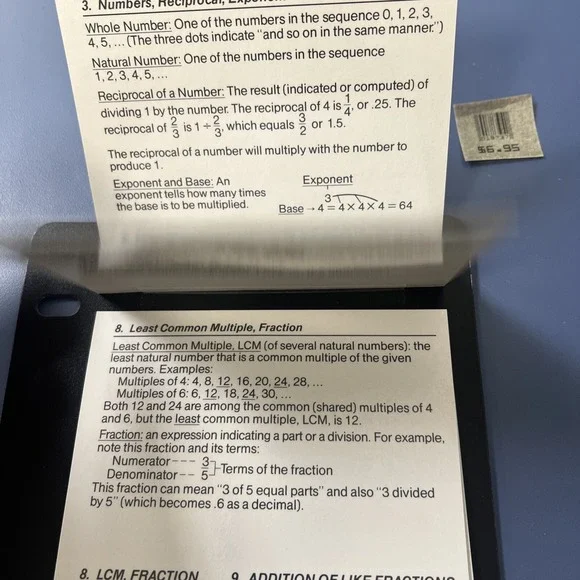 3. Numbers, Reciprocal,
Whole Number: One of the numbers in the sequence 0, 1, 2, 3,
4, 5, ... (The three dots indicate "and so on in the same manner.")
Natural Number: One of the numbers in the sequence
1, 2, 3, 4, 5, ...
Reciprocal of a Number: The result (indicated or computed) of
dividing 1 by the number. The reciprocal of 4 is 1/4, or .25. The
reciprocal of 2/3 is 1 ÷ 2/3, which equals 3/2 or 1.5.
The reciprocal of a number will multiply with the number to
produce 1.
Exponent and Base: An
exponent tells how many times
the base is to be multiplied.
Exponent
3
Base → 4 = 4 × 4 × 4 = 64
$6.95
8. Least Common Multiple, Fraction
Least Common Multiple, LCM (of several natural numbers): the
least natural number that is a common multiple of the given
numbers. Examples:
Multiples of 4: 4, 8, 12, 16, 20, 24, 28, ...
Multiples of 6: 6, 12, 18, 24, 30, ...
Both 12 and 24 are among the common (shared) multiples of 4
and 6, but the least common multiple, LCM, is 12.
Fraction: an expression indicating a part or a division. For example,
note this fraction and its terms:
Numerator --- 3
Denominator -- 5
Terms of the fraction
This fraction can mean "3 of 5 equal parts" and also "3 divided
by 5" (which becomes .6 as a decimal).
8. LCM, FRACTION 9. ADDITION OF LIKE FRACTIONS